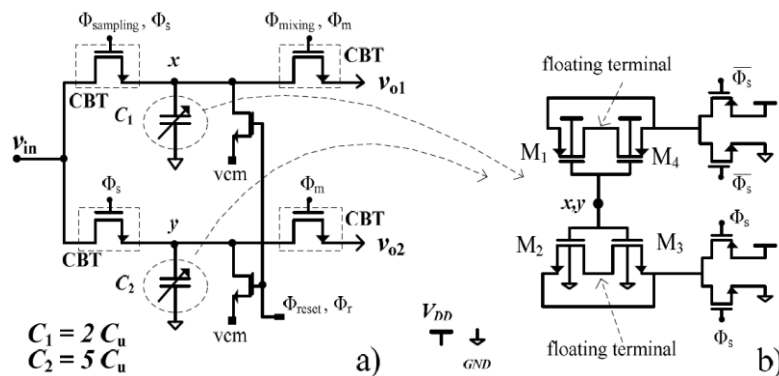 Φsampling, Φs
Φmixing, Φm
CBT
x
CBT
vo1
C1
vin
vcm
Φs
Φm
CBT
y
vo2
CBT
C2
Φreset, Φr
vcm
C1 = 2 Cu
C2 = 5 Cu
a)
floating terminal
Φ̅s̅
M1
M4
Φ̅s̅
x,y
Φs
M2
M3
VDD
GND
floating terminal
Φs
b)